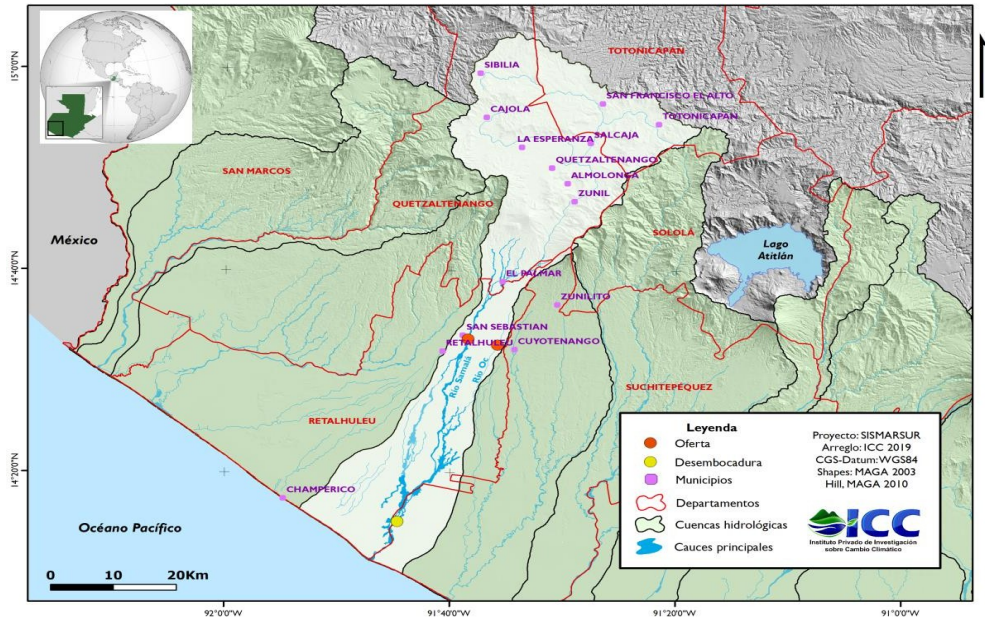 TOTONICAPÁN
15°0'0"N
SIBILIA
SAN FRANCISCO EL ALTO
CAJOLA
TOTONICAPÁN
LA ESPERANZA
SALCAJA
QUETZALTENANGO
SAN MARCOS
ALMOLONGA
ZUNIL
QUETZALTENANGO
SOLOLÁ
México
Lago
Atitlán
14°40'0"N
EL PALMAR
ZUNILITO
SAN SEBASTIAN
RETALHULEU
CUYOTENANGO
Río Samalá
Río Oc
SUCHITEPÉQUEZ
RETALHULEU
14°20'0"N
CHAMPERICO
Océano Pacífico
0 10 20Km
Leyenda
Oferta
Desembocadura
Municipios
Departamentos
Cuencas hidrológicas
Cauces principales
Proyecto: SISMARSUR
Arreglo: ICC 2019
CGS-Datum: WGS84
Shapes: MAGA 2003
Hill, MAGA 2010
ICC
Instituto Privado de Investigación
sobre Cambio Climático
92°0'0"W
91°40'0"W
91°20'0"W
91°0'0"W